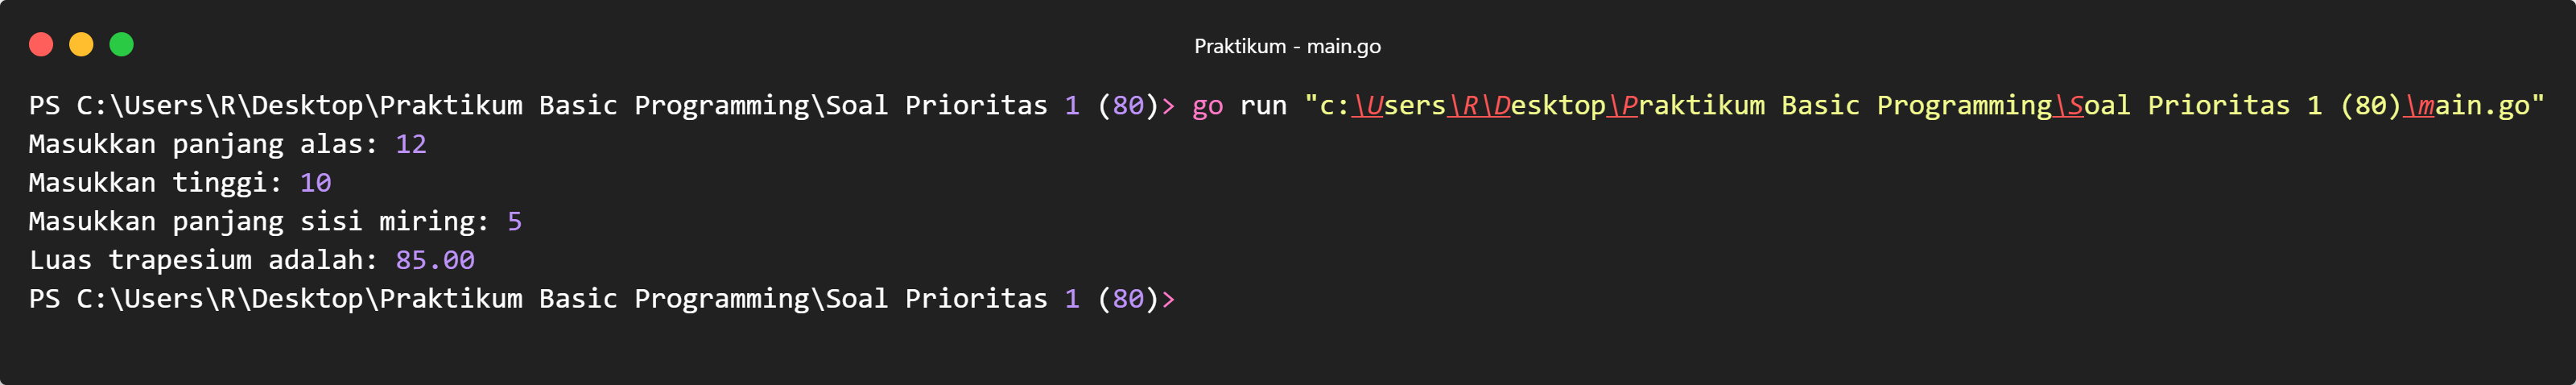 Praktikum - main.go
PS C:\Users\R\Desktop\Praktikum Basic Programming\Soal Prioritas 1 (80)> go run "c:\Users\R\Desktop\Praktikum Basic Programming\Soal Prioritas 1 (80)\main.go"
Masukkan panjang alas: 12
Masukkan tinggi: 10
Masukkan panjang sisi miring: 5
Luas trapesium adalah: 85.00
PS C:\Users\R\Desktop\Praktikum Basic Programming\Soal Prioritas 1 (80)>